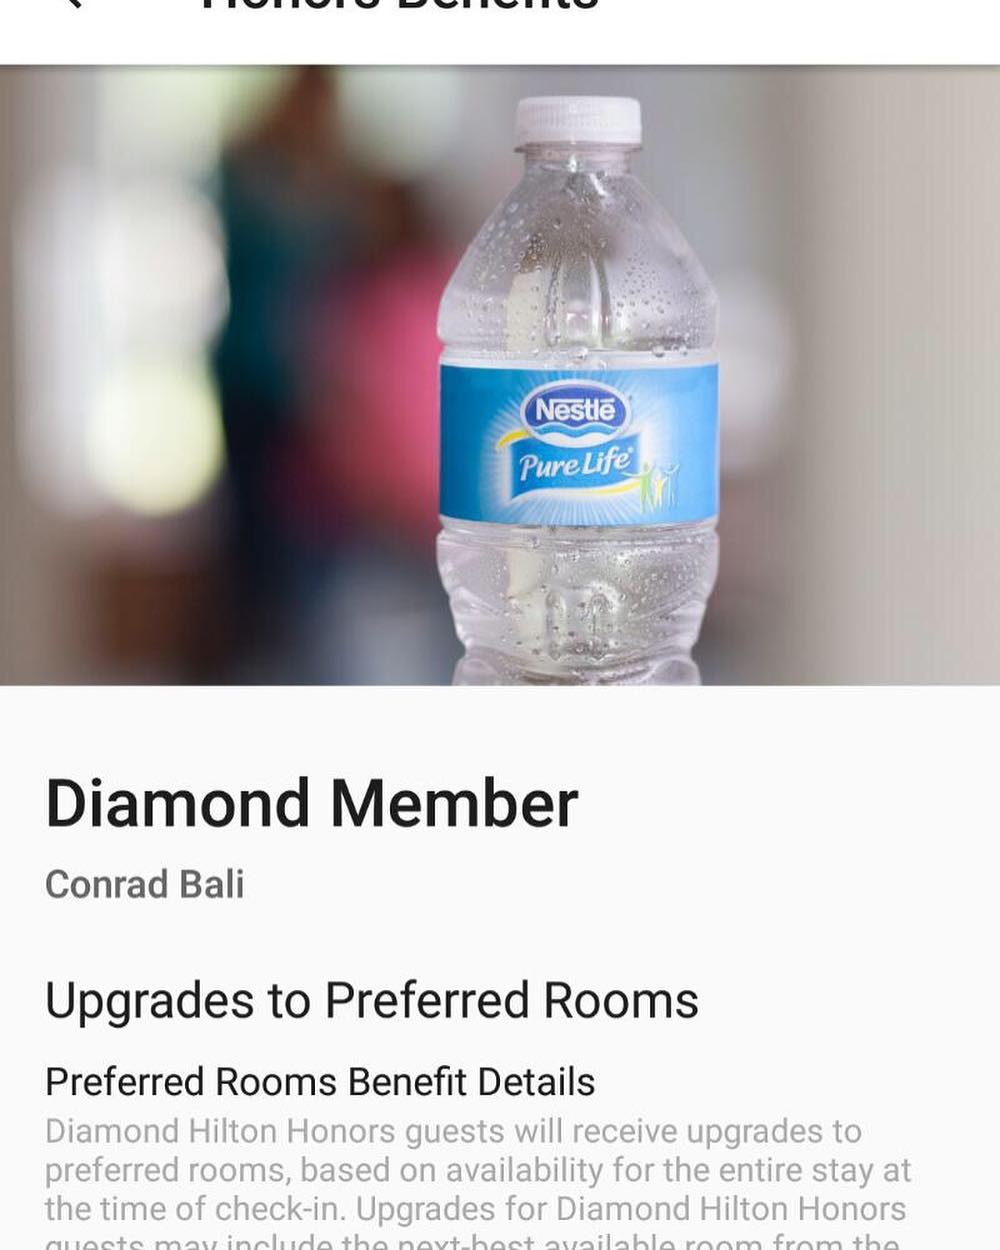 Honors Benefits
Nestlé
Pure Life®
Diamond Member
Conrad Bali
Upgrades to Preferred Rooms
Preferred Rooms Benefit Details
Diamond Hilton Honors guests will receive upgrades to
preferred rooms, based on availability for the entire stay at
the time of check-in. Upgrades for Diamond Hilton Honors
guests may include the next-best available room from the